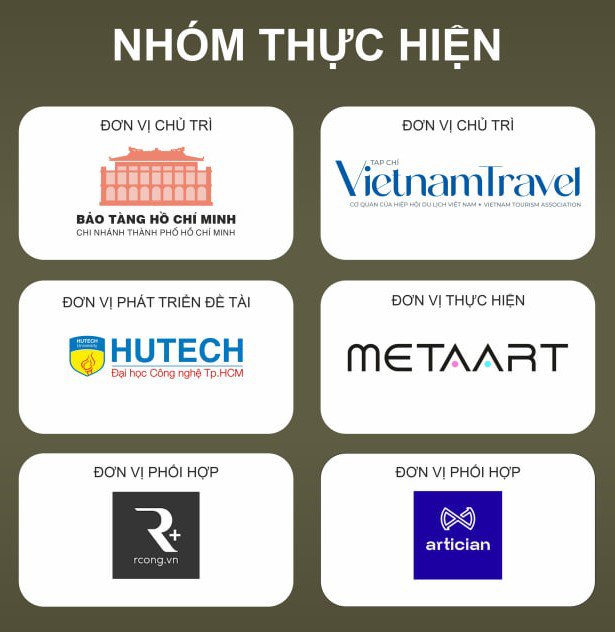 NHÓM THỰC HIỆN
ĐƠN VỊ CHỦ TRÌ
BẢO TÀNG HỒ CHÍ MINH
CHI NHÁNH THÀNH PHỐ HỒ CHÍ MINH
ĐƠN VỊ CHỦ TRÌ
TẠP CHÍ
VietnamTravel
CƠ QUAN CỦA HIỆP HỘI DU LỊCH VIỆT NAM • VIETNAM TOURISM ASSOCIATION
ĐƠN VỊ PHÁT TRIỂN ĐỀ TÀI
HUTECH
University
HUTECH
Đại học Công nghệ Tp.HCM
ĐƠN VỊ THỰC HIỆN
METAART
ĐƠN VỊ PHỐI HỢP
R+
rcong.vn
ĐƠN VỊ PHỐI HỢP
artician